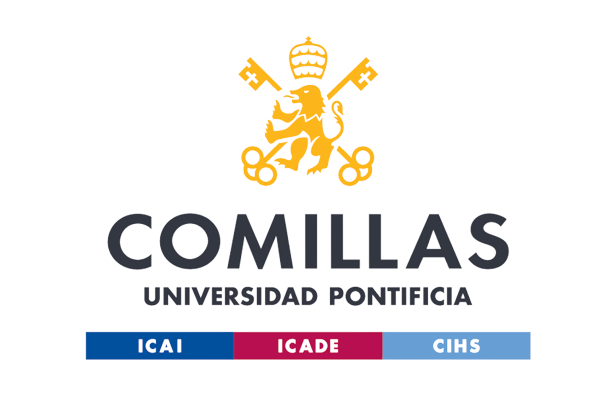 COMILLAS
UNIVERSIDAD PONTIFICIA
ICAI ICADE CIHS